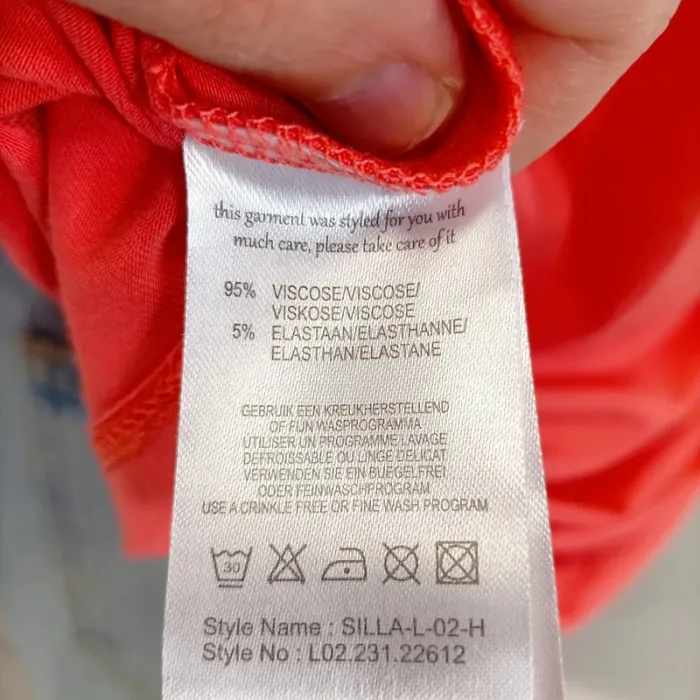 this garment was styled for you with
much care, please take care of it
95% VISCOSE/VISCOSE/
VISKOSE/VISCOSE
5% ELASTAAN/ELASTHANNE/
ELASTHAN/ELASTANE
GEBRUIK EEN KREUKHERSTELLEND
OF FIJN WASPROGRAMMA
UTILISER UN PROGRAMME LAVAGE
DEFROISSABLE OU LINGE DELICAT
VERWENDEN SIE EIN BUEGELFREI
ODER FEINWASCHPROGRAM
USE A CRINKLE FREE OR FINE WASH PROGRAM
30
Style Name : SILLA-L-02-H
Style No : L02.231.22612